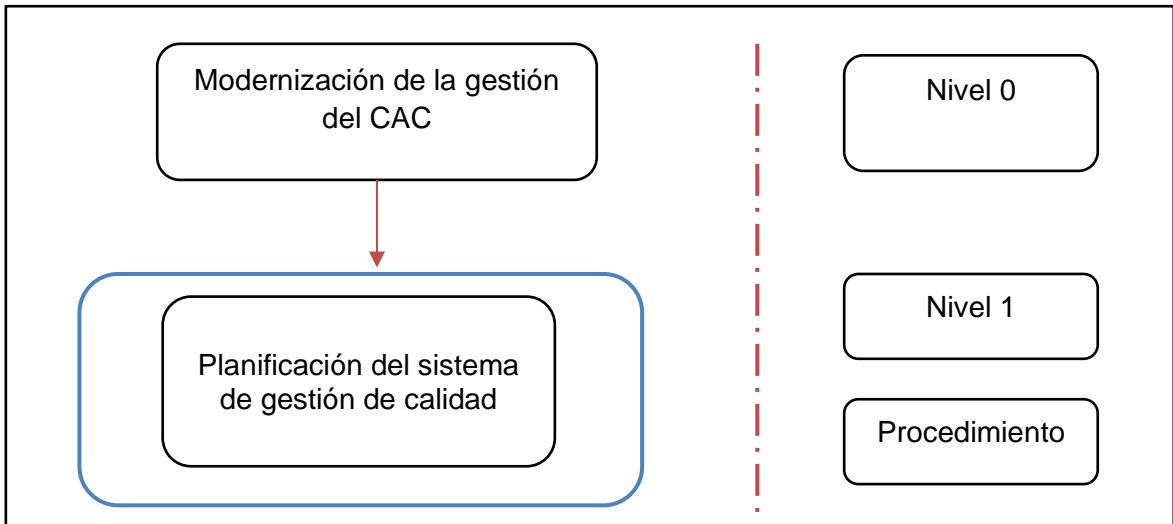 Modernización de la gestión
del CAC
Nivel 0
Planificación del sistema
de gestión de calidad
Nivel 1
Procedimiento